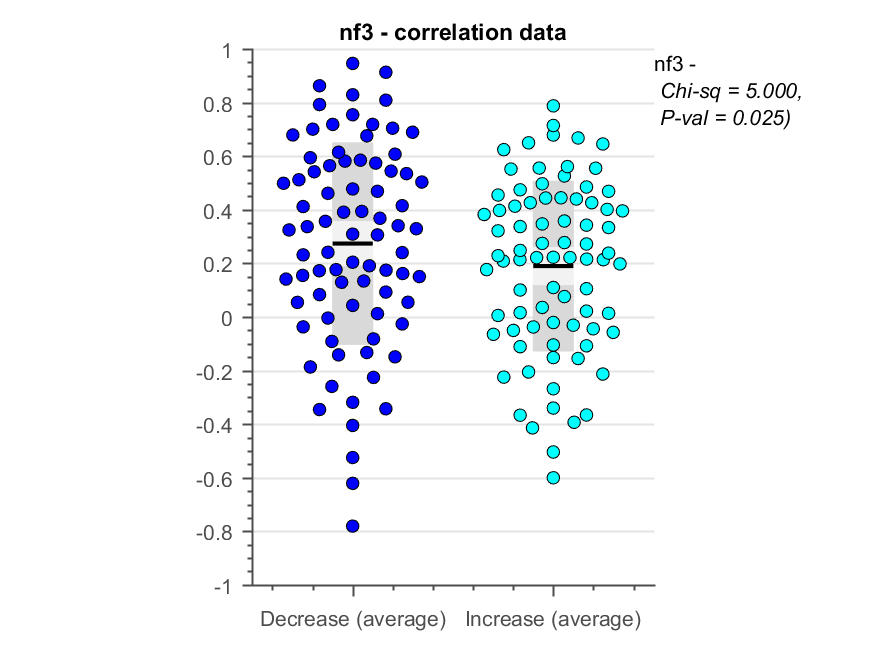 nf3 - correlation data
nf3 -
Chi-sq = 5.000,
P-val = 0.025)
1
0.8
0.6
0.4
0.2
0
-0.2
-0.4
-0.6
-0.8
-1
Decrease (average) Increase (average)